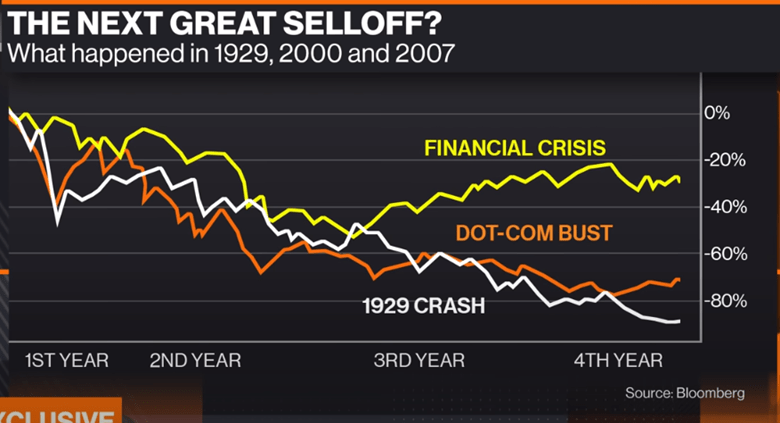 THE NEXT GREAT SELLOFF?
What happened in 1929, 2000 and 2007
0%
FINANCIAL CRISIS
-20%
-40%
DOT-COM BUST
-60%
1929 CRASH
-80%
1ST YEAR 2ND YEAR 3RD YEAR 4TH YEAR
Source: Bloomberg
XCLUSIVE